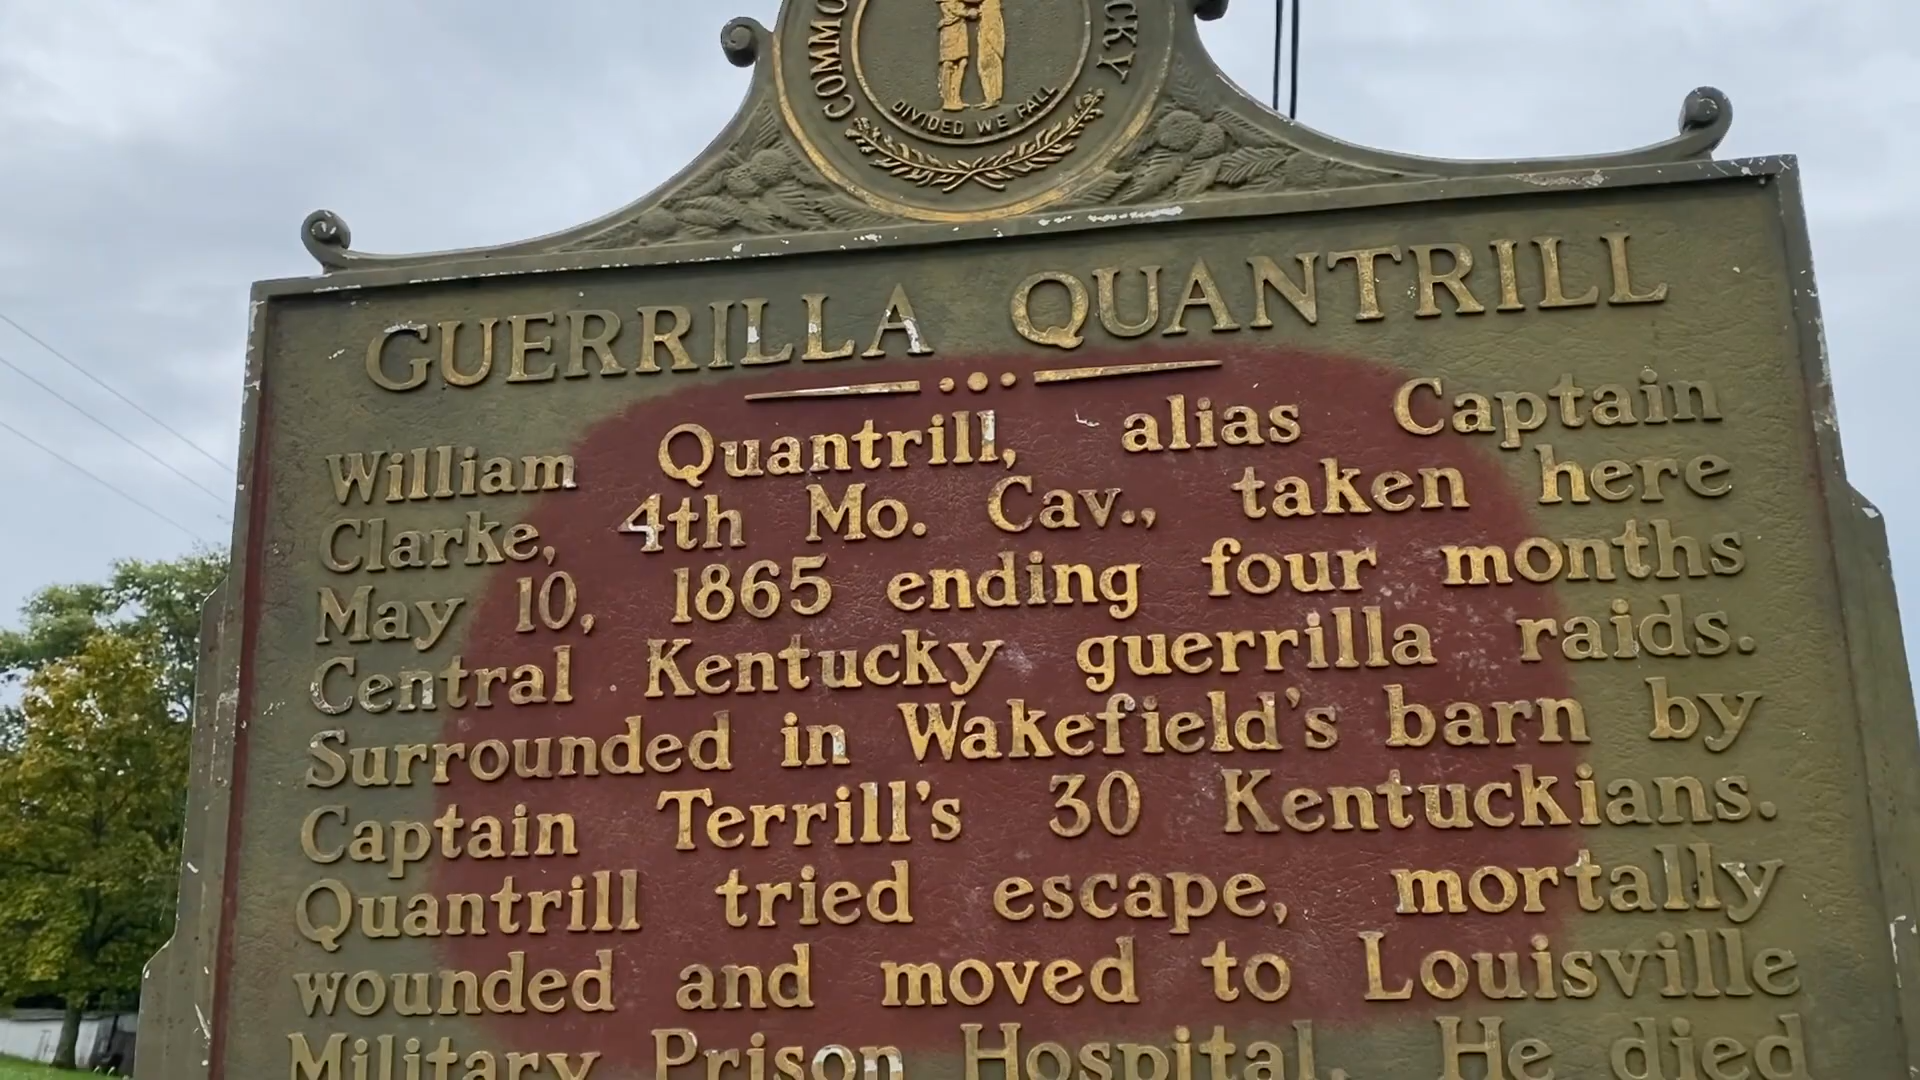 COMMO CKY
DIVIDED WE FALL
GUERRILLA QUANTRILL
William Quantrill, alias Captain
Clarke, 4th Mo. Cav., taken here
May 10, 1865 ending four months
Central Kentucky guerrilla raids.
Surrounded in Wakefield's barn by
Captain Terrill's 30 Kentuckians.
Quantrill tried escape, mortally
wounded and moved to Louisville
Military Prison Hospital. He died